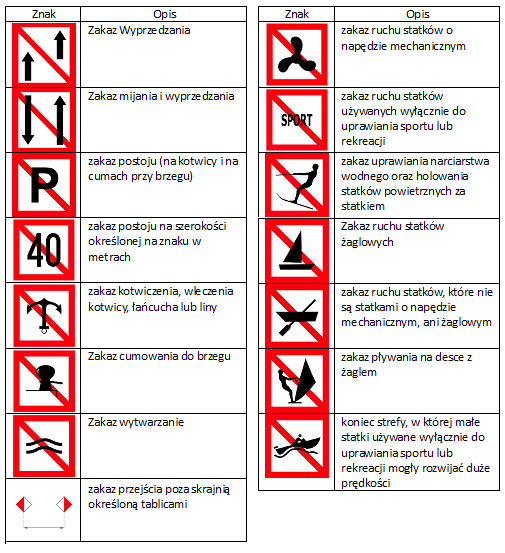 Znak Opis
Zakaz Wyprzedzania
Zakaz mijania i wyprzedzania
P
zakaz postoju (na kotwicy i na
cumach przy brzegu)
40
zakaz postoju na szerokości
określonej na znaku w
metrach
zakaz kotwiczenia, wleczenia
kotwicy, łańcucha lub liny
Zakaz cumowania do brzegu
Zakaz wytwarzanie
zakaz przejścia poza skrajnią
określoną tablicami
Znak Opis
zakaz ruchu statków o
napędzie mechanicznym
SPORT
zakaz ruchu statków
używanych wyłącznie do
uprawiania sportu lub
rekreacji
zakaz uprawiania narciarstwa
wodnego oraz holowania
statków powietrznych za
statkiem
Zakaz ruchu statków
żaglowych
zakaz ruchu statków, które nie
są statkami o napędzie
mechanicznym, ani żaglowym
zakaz pływania na desce z
żaglem
koniec strefy, w której małe
statki używane wyłącznie do
uprawiania sportu lub
rekreacji mogły rozwijać duże
prędkości